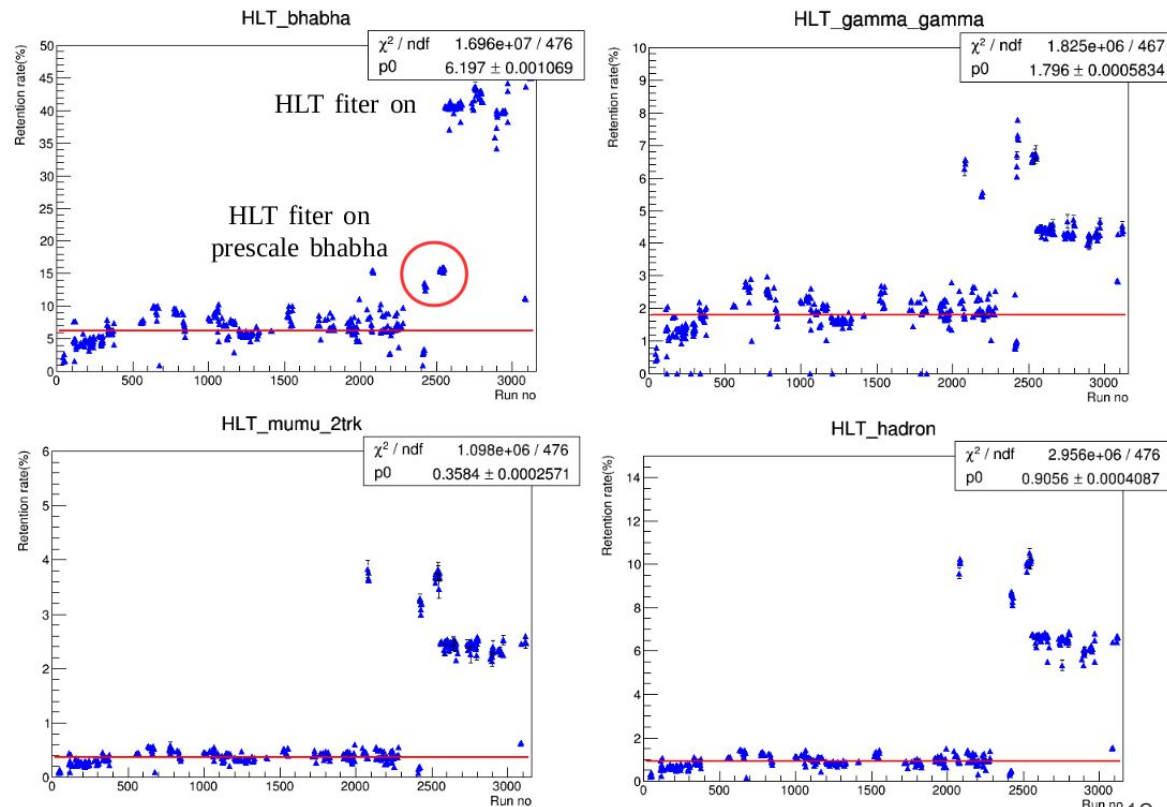 HLT_bhabha
χ² / ndf 1.696e+07 / 476
p0 6.197 ± 0.001069
Retention rate(%)
50
45
40
35
30
25
20
15
10
5
0
HLT fiter on
HLT fiter on
prescale bhabha
0 500 1000 1500 2000 2500 3000
Run no
HLT_gamma_gamma
χ² / ndf 1.825e+06 / 467
p0 1.796 ± 0.0005834
Retention rate(%)
10
9
8
7
6
5
4
3
2
1
0
0 500 1000 1500 2000 2500 3000
Run no
HLT_mumu_2trk
χ² / ndf 1.098e+06 / 476
p0 0.3584 ± 0.0002571
Retention rate(%)
6
5
4
3
2
1
0
0 500 1000 1500 2000 2500 3000
Run no
HLT_hadron
χ² / ndf 2.956e+06 / 476
p0 0.9056 ± 0.0004087
Retention rate(%)
14
12
10
8
6
4
2
0
0 500 1000 1500 2000 2500 3000
Run no